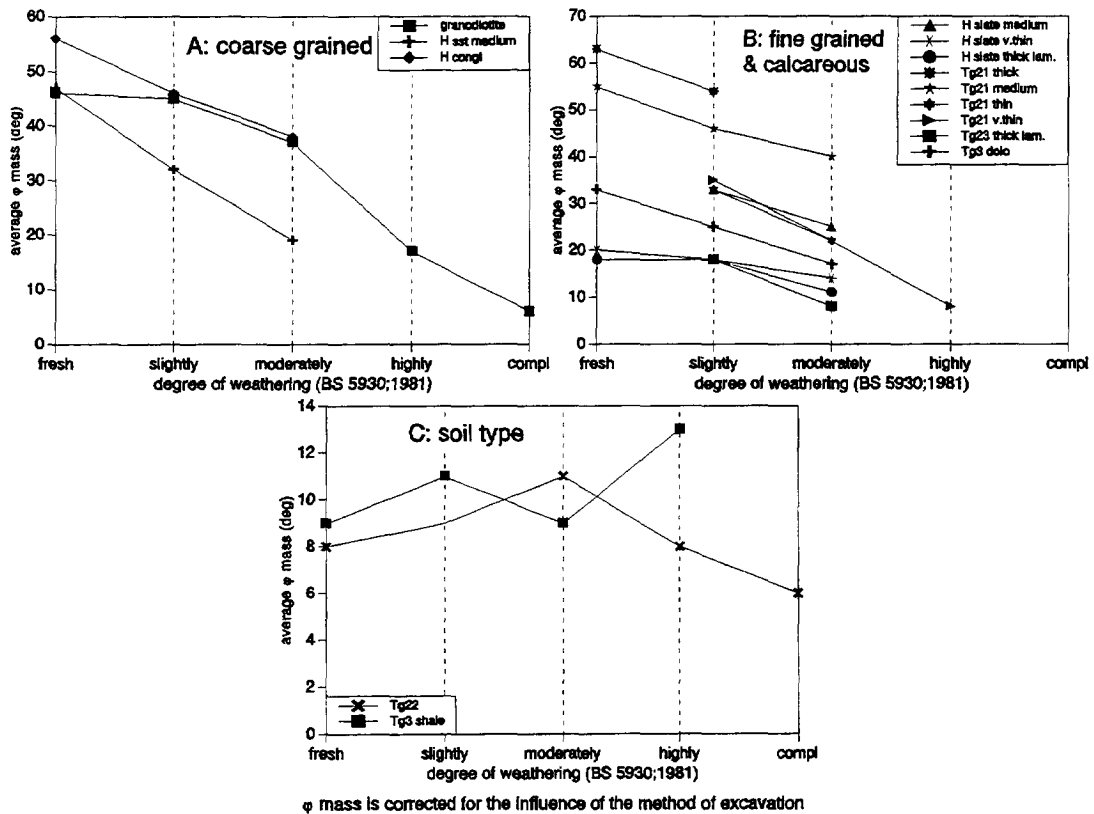 A: coarse grained
granodiotite
H sst medium
H congl
60
50
40
30
20
10
0
average φ mass (deg)
fresh slightly moderately highly compl
degree of weathering (BS 5930;1981)
B: fine grained
& calcareous
H slate medium
H slate v.thin
H slate thick lam.
Tg21 thick
Tg21 medium
Tg21 thin
Tg21 v.thin
Tg23 thick lam.
Tg3 dolo
70
60
50
40
30
20
10
0
average φ mass (deg)
fresh slightly moderately highly compl
degree of weathering (BS 5930;1981)
C: soil type
14
12
10
8
6
4
2
0
average φ mass (deg)
Tg22
Tg3 shale
fresh slightly moderately highly compl
degree of weathering (BS 5930;1981)
φ mass is corrected for the influence of the method of excavation